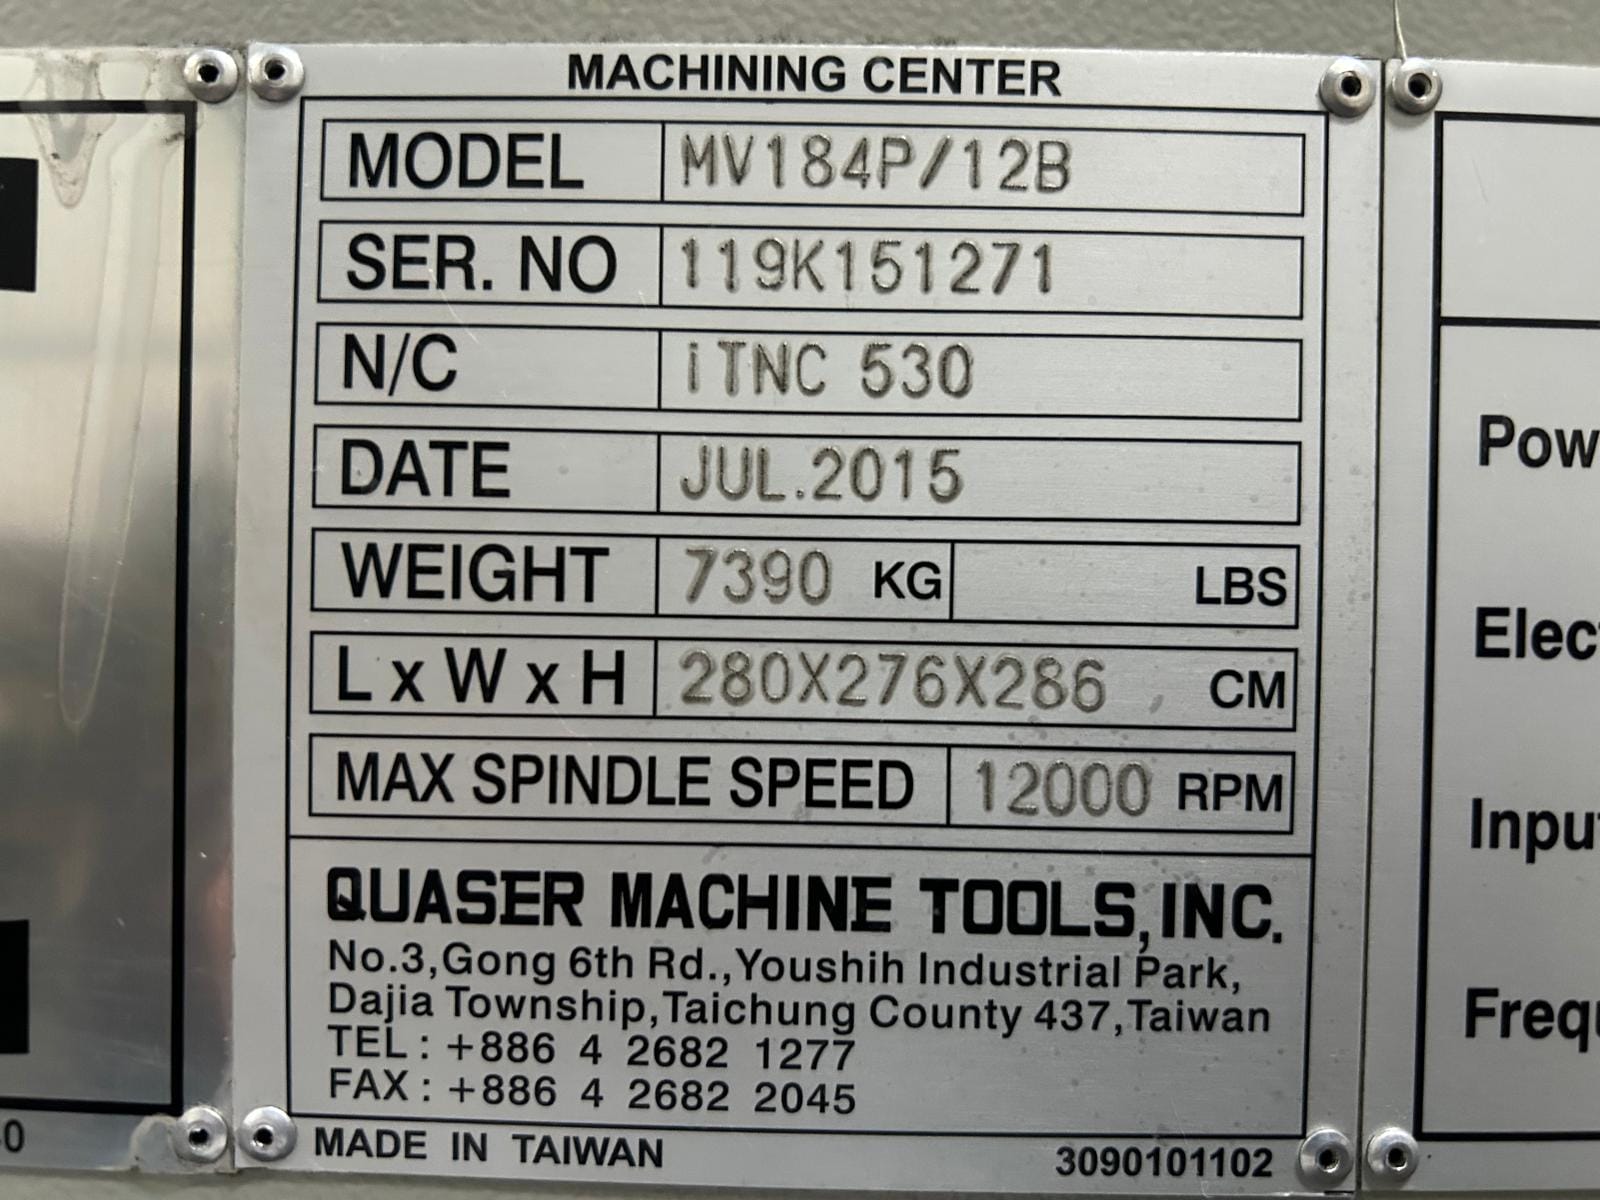 MACHINING CENTER
MODEL MV184P/12B
SER. NO 119K151271
N/C iTNC 530
DATE JUL.2015
WEIGHT 7390 KG LBS
L x W x H 280X276X286 CM
MAX SPINDLE SPEED 12000 RPM
QUASER MACHINE TOOLS,INC.
No.3,Gong 6th Rd.,Youshih Industrial Park,
Dajia Township,Taichung County 437,Taiwan
TEL : +886 4 2682 1277
FAX : +886 4 2682 2045
MADE IN TAIWAN 3090101102
Pow
Elec
Inpu
Frequ